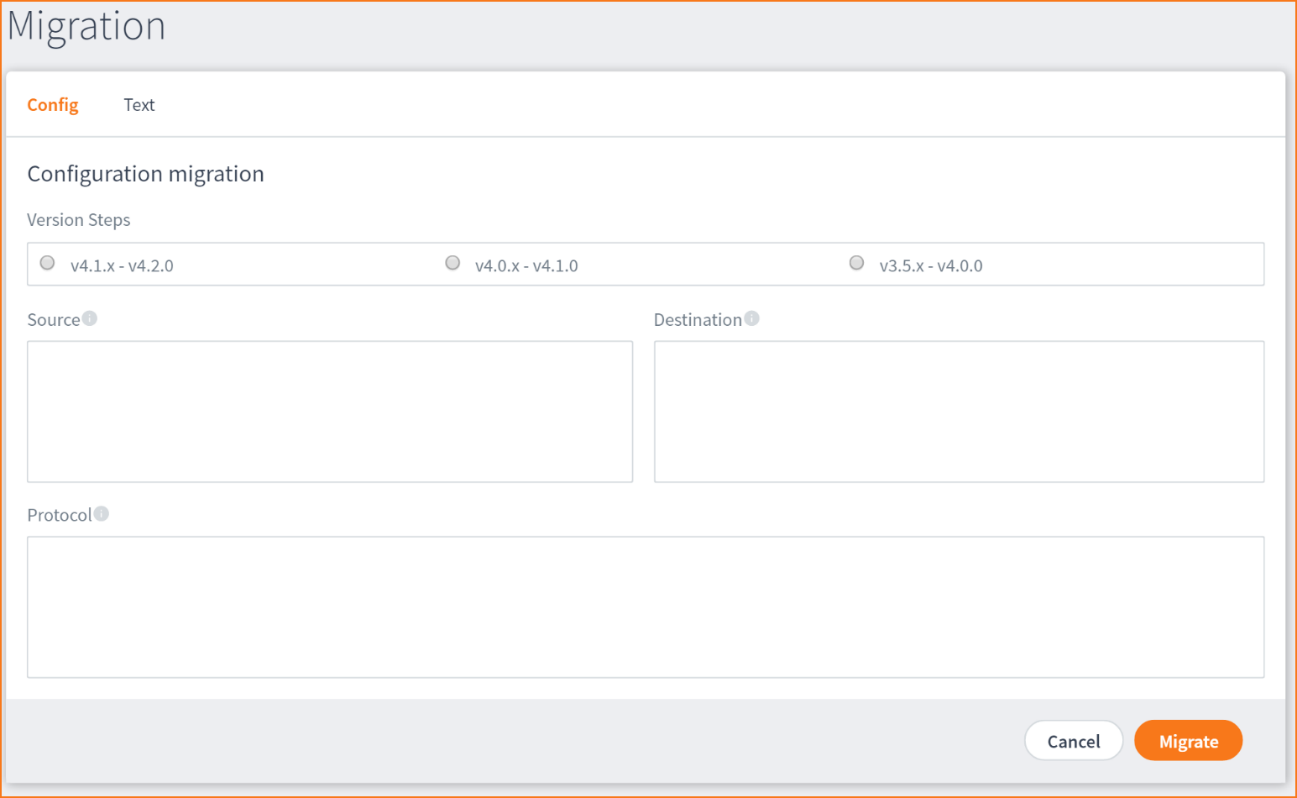 Migration
Config Text
Configuration migration
Version Steps
v4.1.x - v4.2.0 v4.0.x - v4.1.0 v3.5.x - v4.0.0
Source Destination
Protocol
Cancel Migrate